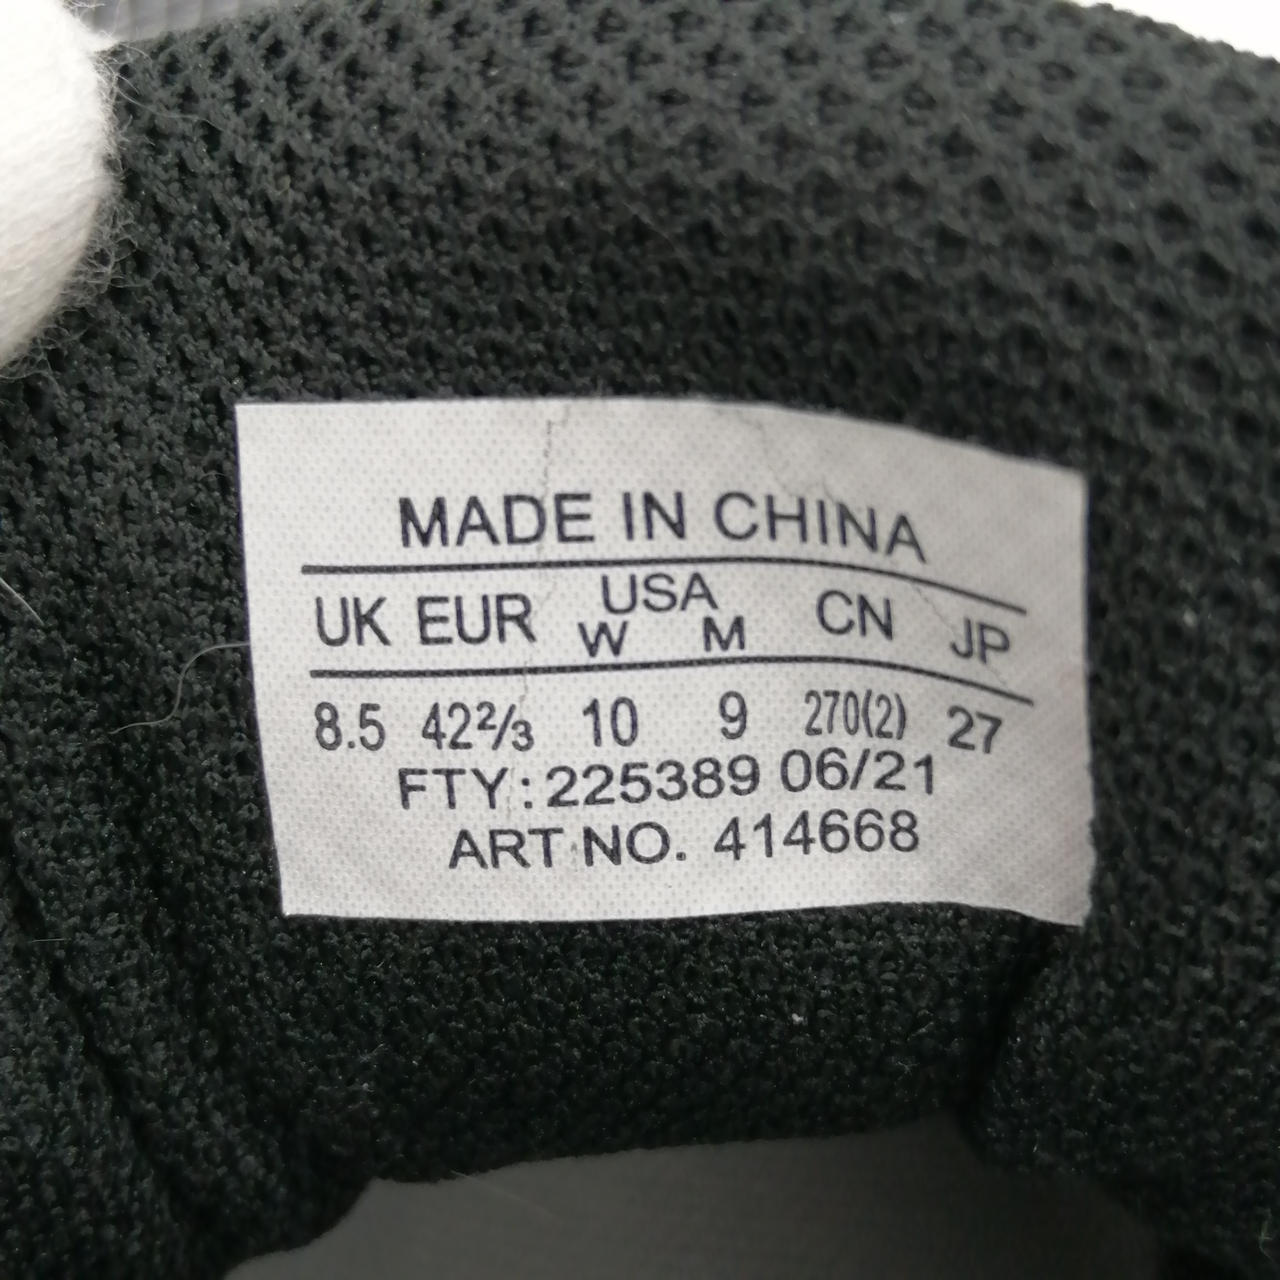 MADE IN CHINA
UK EUR USA CN JP
W M
8.5 42⅔ 10 9 270(2) 27
FTY: 225389 06/21
ART NO. 414668